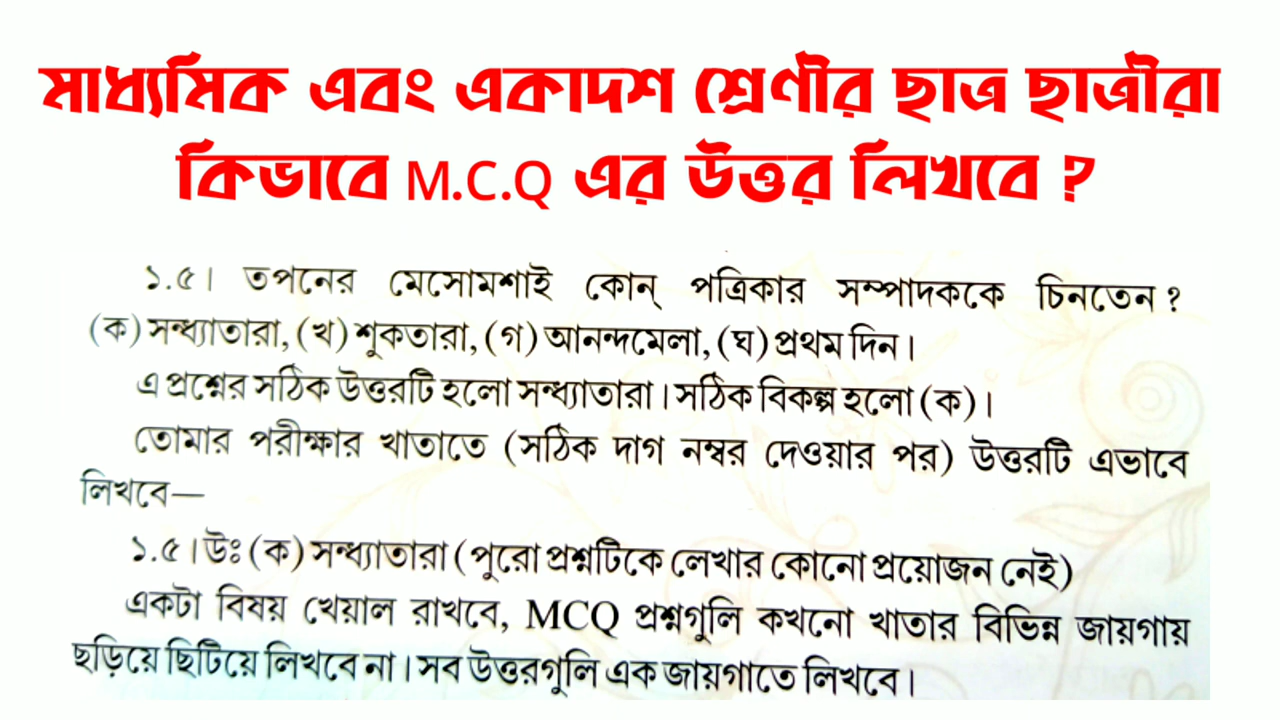 মাধ্যমিক এবং একাদশ শ্রেণীর ছাত্র ছাত্রীরা
কিভাবে M.C.Q এর উত্তর লিখবে ?
১.৫। তপনের মেসোমশাই কোন্ পত্রিকার সম্পাদককে চিনতেন ?
(ক) সন্ধ্যাতারা, (খ) শুকতারা, (গ) আনন্দমেলা, (ঘ) প্রথম দিন।
এ প্রশ্নের সঠিক উত্তরটি হলো সন্ধ্যাতারা। সঠিক বিকল্প হলো (ক)।
তোমার পরীক্ষার খাতাতে (সঠিক দাগ নম্বর দেওয়ার পর) উত্তরটি এভাবে
লিখবে—
১.৫। উঃ (ক) সন্ধ্যাতারা (পুরো প্রশ্নটিকে লেখার কোনো প্রয়োজন নেই)
একটা বিষয় খেয়াল রাখবে, MCQ প্রশ্নগুলি কখনো খাতার বিভিন্ন জায়গায়
ছড়িয়ে ছিটিয়ে লিখবে না। সব উত্তরগুলি এক জায়গাতে লিখবে।